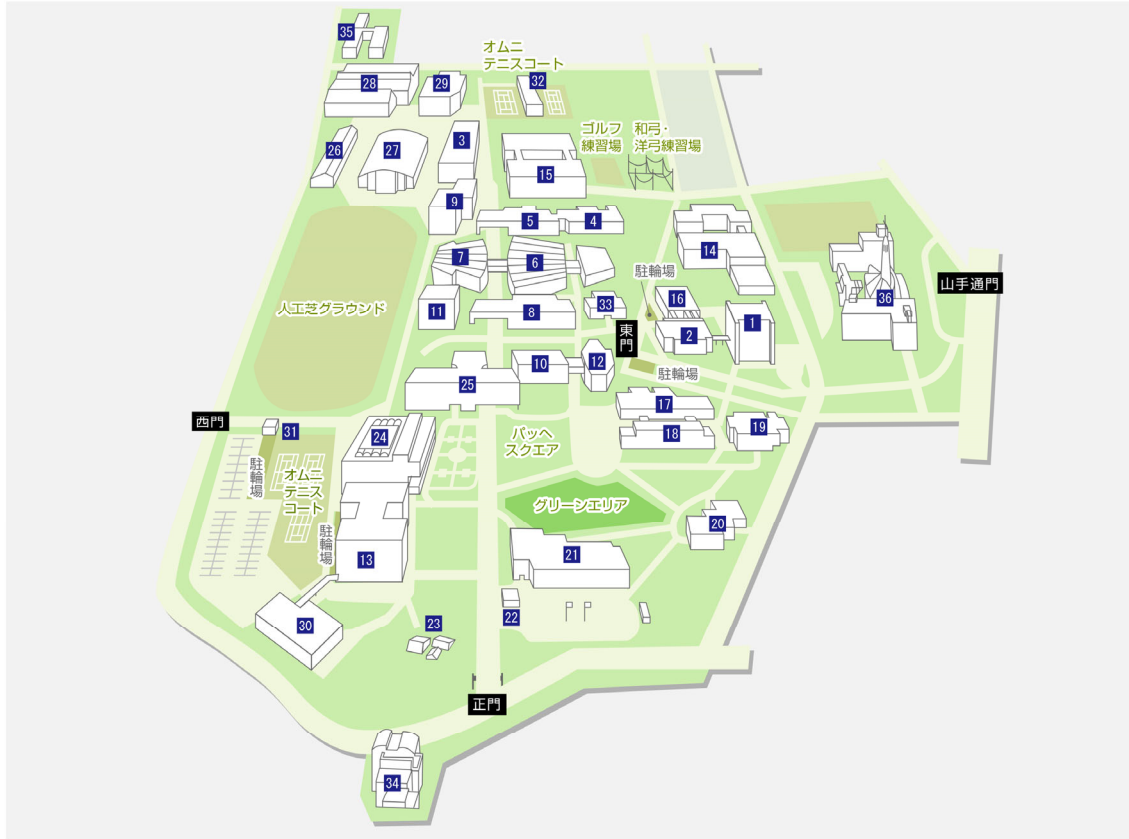 35
オムニ
テニスコート
28
29
32
ゴルフ
練習場
和弓・
洋弓練習場
26
27
3
15
9
5
4
7
6
14
駐輪場
16
36
山手通門
人工芝グラウンド
11
8
33
東門
2
1
25
10
12
駐輪場
17
西門
31
24
18
19
パッヘ
スクエア
駐輪場
オムニ
テニス
コート
グリーンエリア
20
駐輪場
13
21
30
23
22
正門
34